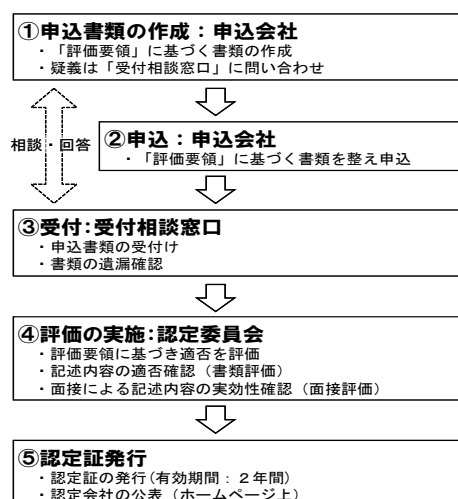 ①申込書類の作成：申込会社
・「評価要領」に基づく書類の作成
・疑義は「受付相談窓口」に問い合わせ
相談・回答
②申込：申込会社
・「評価要領」に基づく書類を整え申込
③受付：受付相談窓口
・申込書類の受付け
・書類の遺漏確認
④評価の実施：認定委員会
・評価要領に基づき適否を評価
・記述内容の適否確認（書類評価）
・面接による記述内容の実効性確認（面接評価）
⑤認定証発行
・認定証の発行(有効期間：２年間)
・認定会社の公表（ホームページ上）